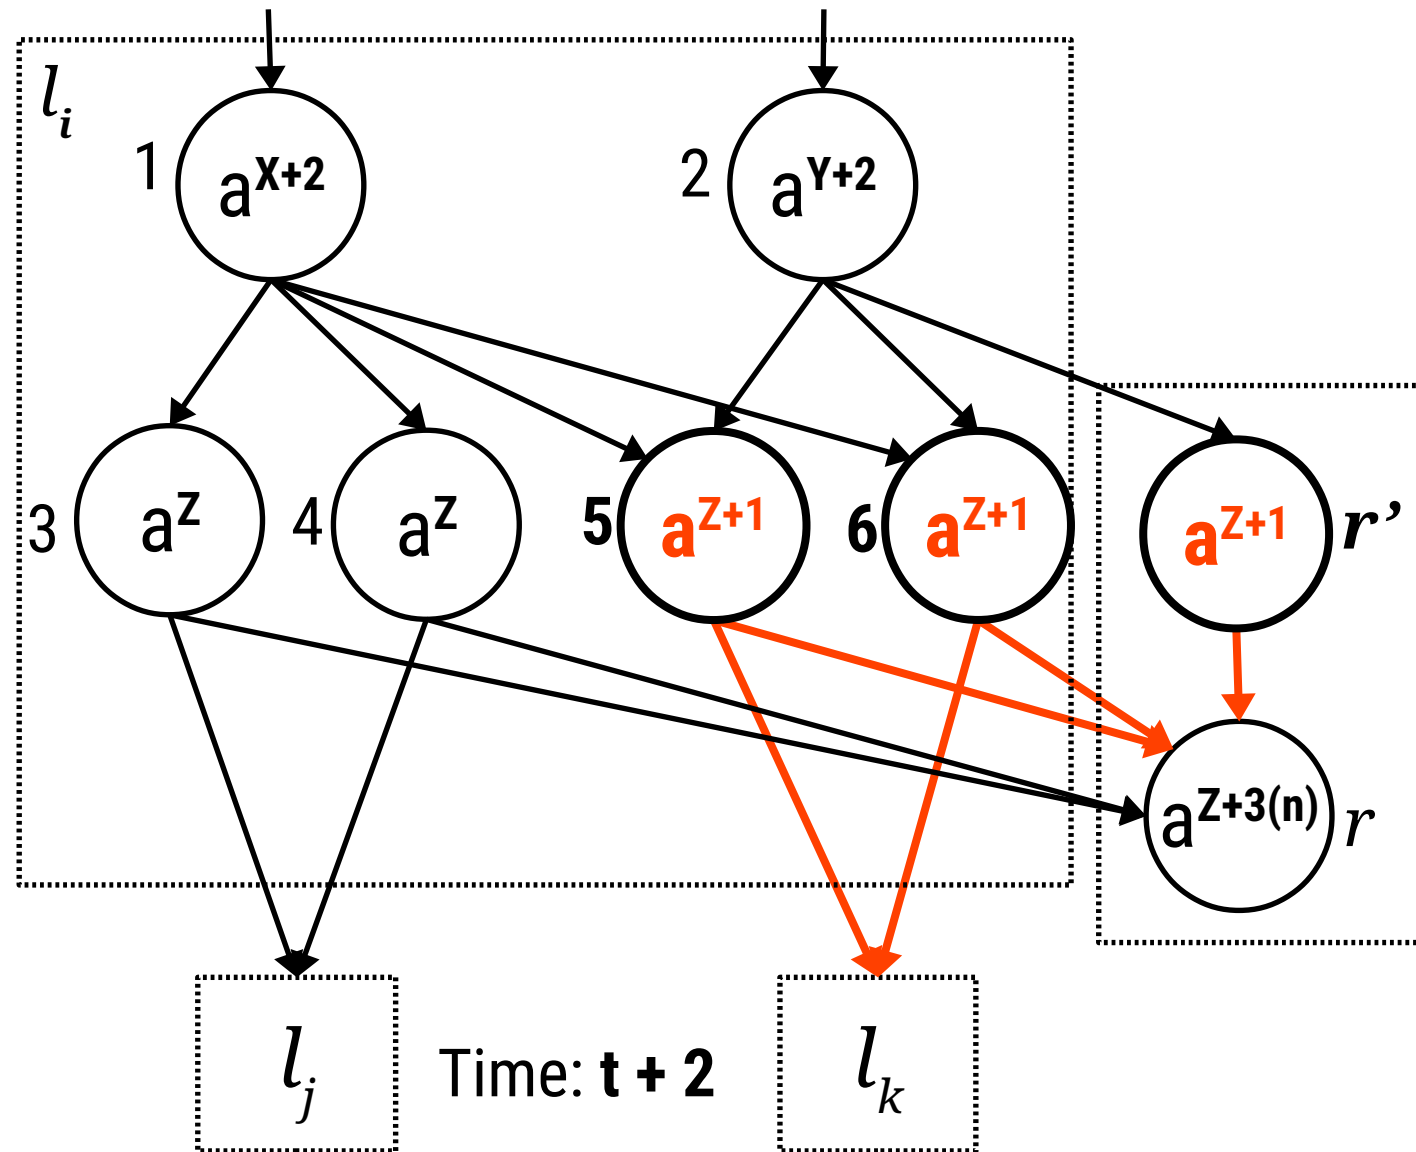 l_i
1
a^{X+2}
2
a^{Y+2}
3
a^Z
4
a^Z
5
a^{Z+1}
6
a^{Z+1}
a^{Z+1}
r’
a^{Z+3(n)}
r
l_j
Time: t + 2
l_k